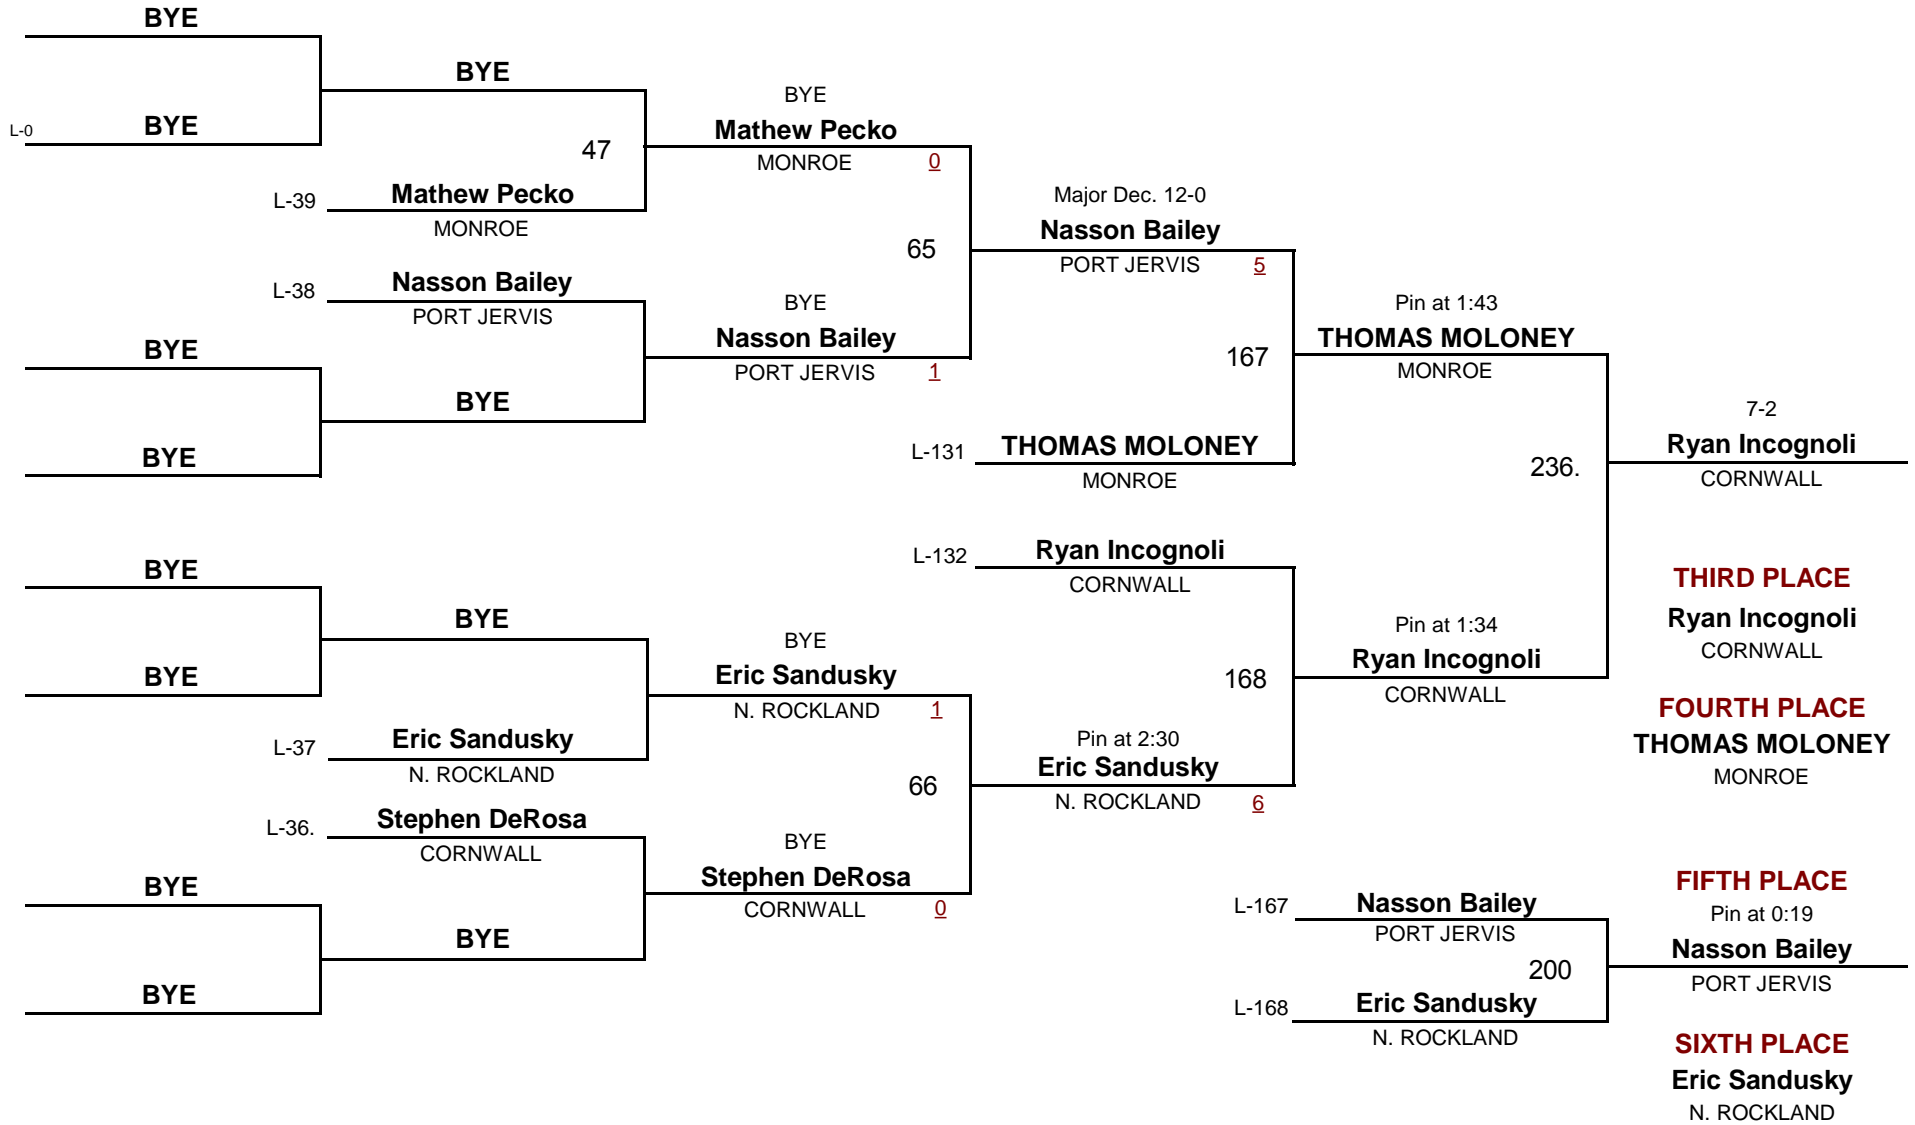 BYE
BYE
BYE
L-0
BYE
Mathew Pecko
47
MONROE
0
L-39
Mathew Pecko
MONROE
Major Dec. 12-0
Nasson Bailey
65
PORT JERVIS
5
L-38
Nasson Bailey
PORT JERVIS
BYE
Pin at 1:43
Nasson Bailey
THOMAS MOLONEY
BYE
167
PORT JERVIS
1
MONROE
BYE
7-2
L-131
THOMAS MOLONEY
Ryan Incognoli
BYE
236.
MONROE
CORNWALL
L-132
Ryan Incognoli
BYE
CORNWALL
THIRD PLACE
BYE
Ryan Incognoli
BYE
Pin at 1:34
CORNWALL
Eric Sandusky
Ryan Incognoli
BYE
168
N. ROCKLAND
1
CORNWALL
FOURTH PLACE
L-37
Eric Sandusky
Pin at 2:30
THOMAS MOLONEY
N. ROCKLAND
Eric Sandusky
MONROE
66
N. ROCKLAND
6
L-36.
Stephen DeRosa
CORNWALL
BYE
Stephen DeRosa
FIFTH PLACE
BYE
CORNWALL
0
L-167
Nasson Bailey
Pin at 0:19
BYE
PORT JERVIS
Nasson Bailey
200
PORT JERVIS
BYE
L-168
Eric Sandusky
N. ROCKLAND
SIXTH PLACE
Eric Sandusky
N. ROCKLAND